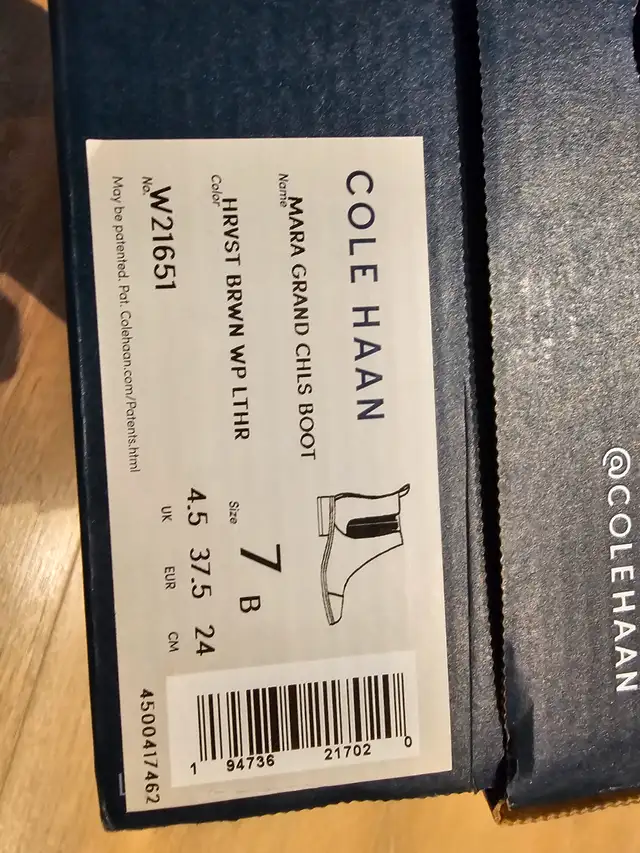 COLE HAAN
Name MARA GRAND CHLS BOOT
Color HRVST BRWN WP LTHR
No. W21651
May be patented. Pat. Colehaan.com/Patents.html
Size 7 B
4.5 37.5 24
UK EUR CM
1 94736 21702 0
4500417462
@COLEHAAN